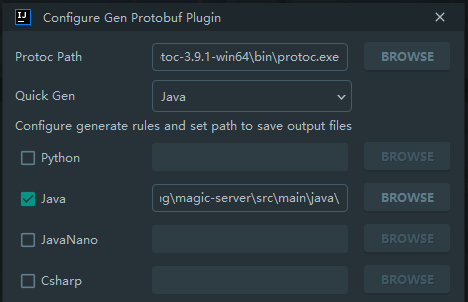 IJ Configure Gen Protobuf Plugin
Protoc Path toc-3.9.1-win64\bin\protoc.exe BROWSE
Quick Gen Java
Configure generate rules and set path to save output files
Python BROWSE
Java ıg\magic-server\src\main\java\ BROWSE
JavaNano BROWSE
Csharp BROWSE